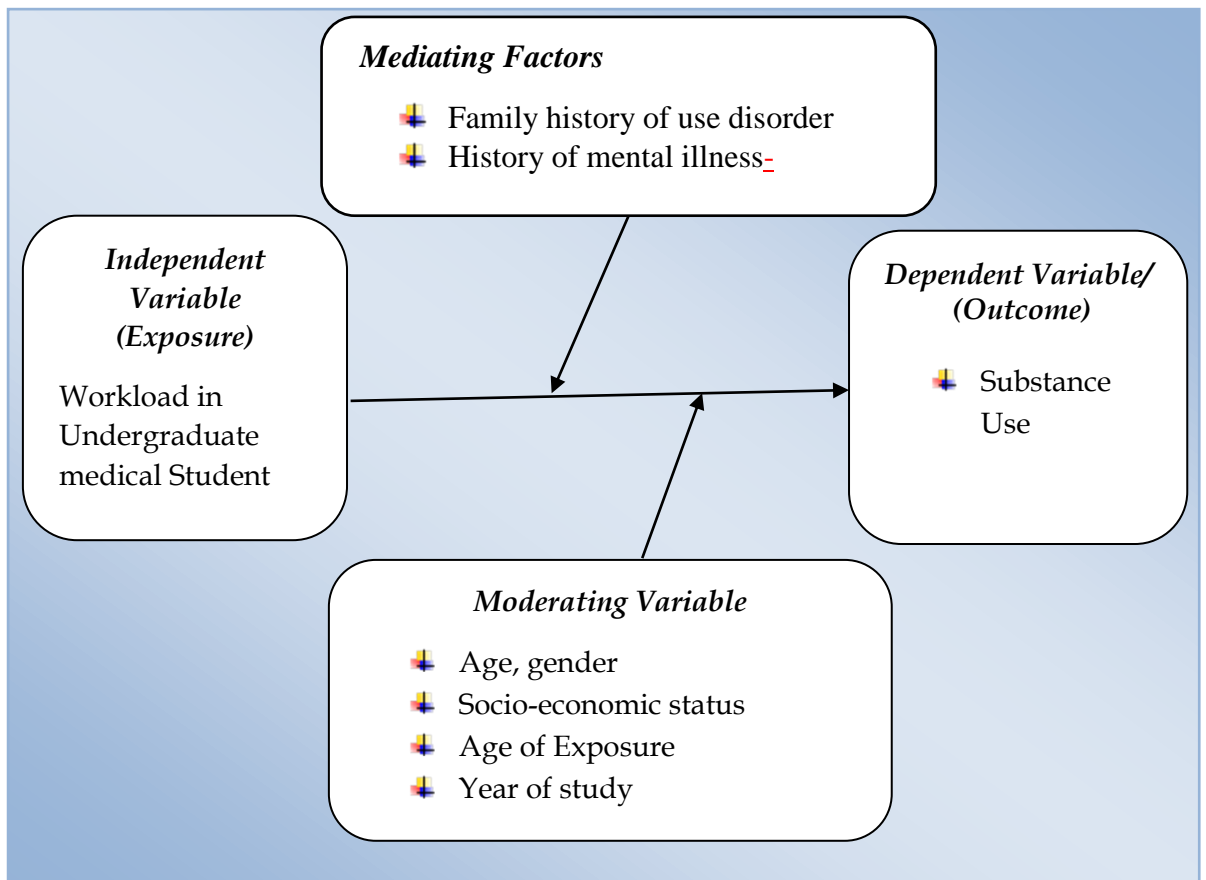 Mediating Factors
Family history of use disorder
History of mental illness-
Independent
Variable
(Exposure)
Workload in
Undergraduate
medical Student
Dependent Variable/
(Outcome)
Substance
Use
Moderating Variable
Age, gender
Socio-economic status
Age of Exposure
Year of study